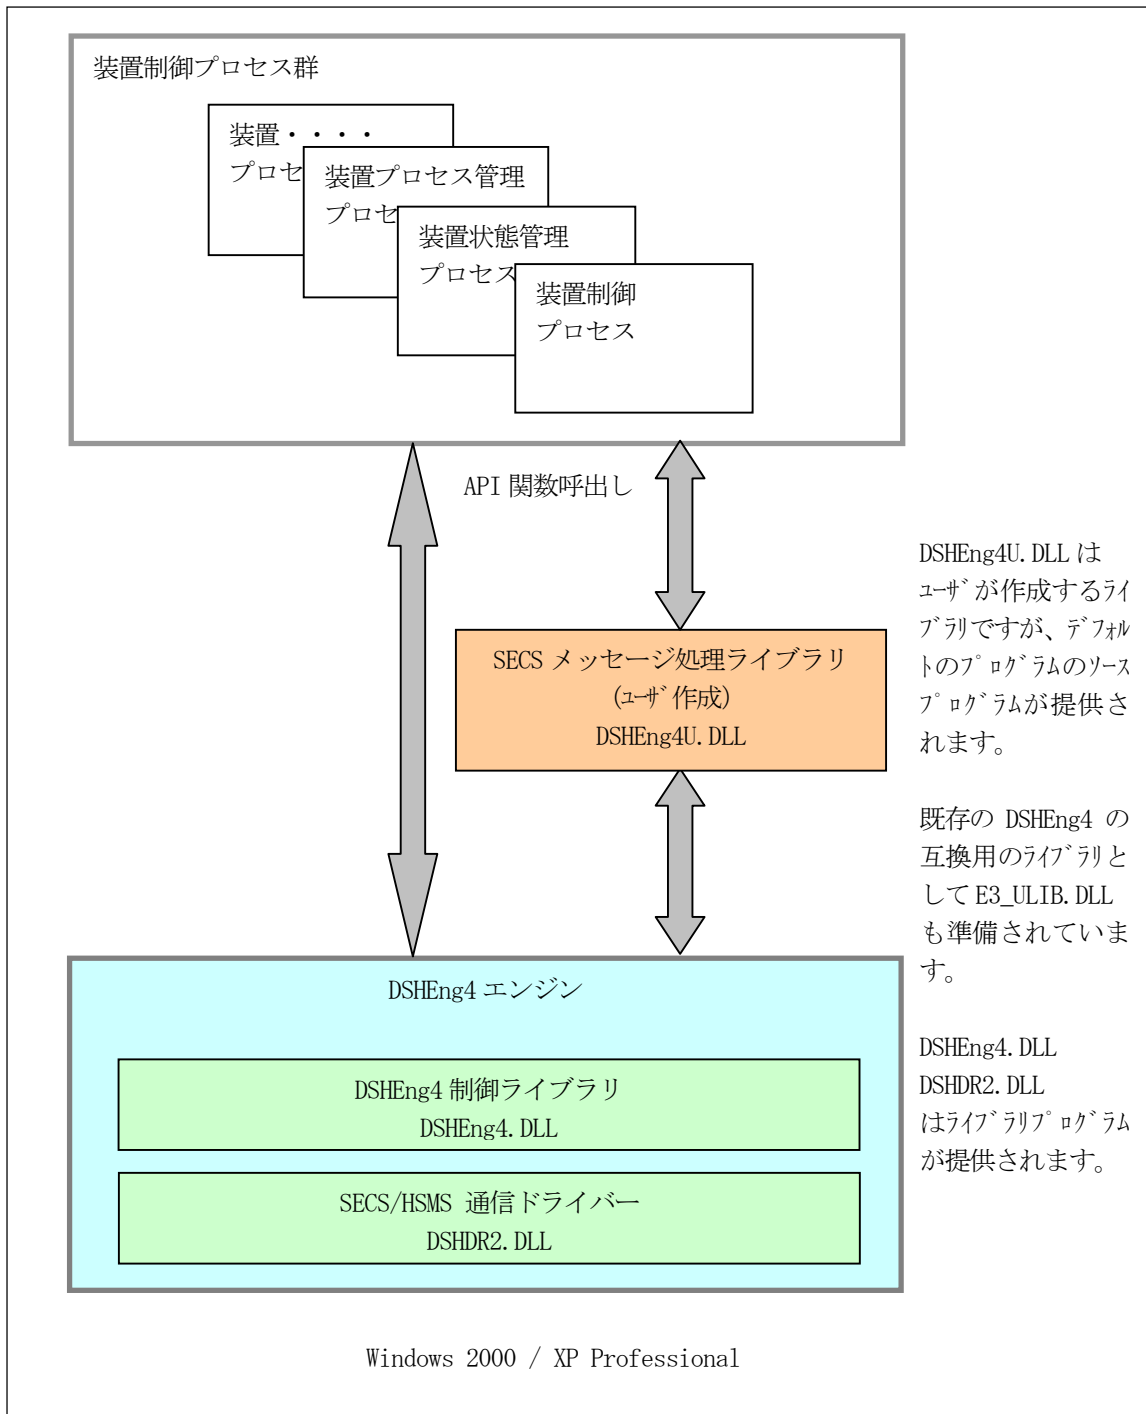 装置制御プロセス群
装置・・・・
プロセ
装置プロセス管理
プロセ
装置状態管理
プロセス
装置制御
プロセス
API 関数呼出し
SECS メッセージ処理ライブラリ
(ﾕｰｻﾞ作成)
DSHEng4U.DLL
DSHEng4U.DLL は
ﾕｰｻﾞが作成するﾗｲ
ﾌﾞﾗﾘですが、ﾃﾞﾌｫﾙ
ﾄのﾌﾟﾛｸﾞﾗﾑのｿｰｽ
ﾌﾟﾛｸﾞﾗﾑが提供さ
れます。
既存の DSHEng4 の
互換用のﾗｲﾌﾞﾗﾘと
して E3_ULIB.DLL
も準備されていま
す。
DSHEng4.DLL
DSHDR2.DLL
はﾗｲﾌﾞﾗﾘﾌﾟﾛｸﾞﾗﾑ
が提供されます。
DSHEng4 エンジン
DSHEng4 制御ライブラリ
DSHEng4.DLL
SECS/HSMS 通信ドライバー
DSHDR2.DLL
Windows 2000 / XP Professional